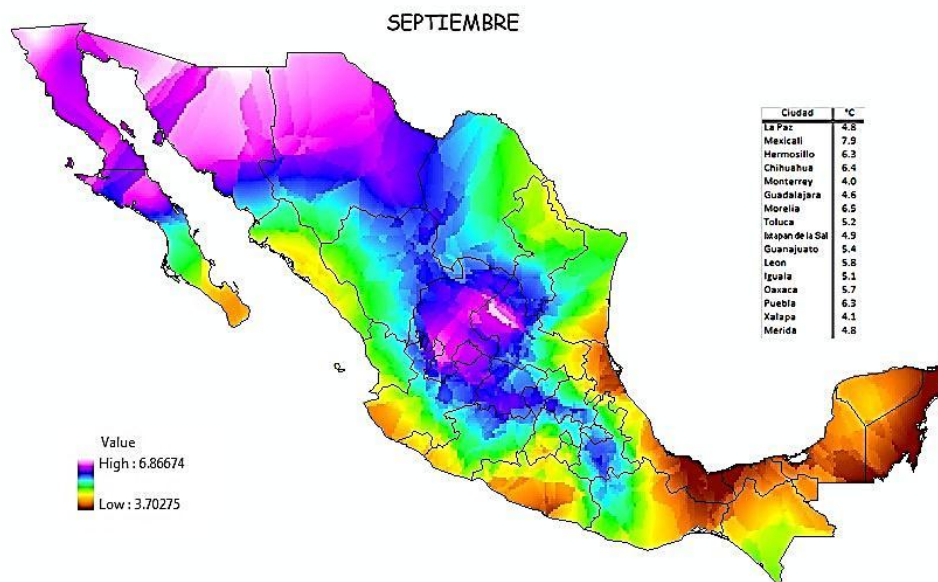 SEPTIEMBRE
Ciudad °C
La Paz 4.8
Mexicali 7.9
Hermosillo 6.3
Chihuahua 6.4
Monterrey 4.0
Guadalajara 4.6
Morelia 6.5
Toluca 5.2
Ixtapan de la Sal 4.9
Guanajuato 5.4
Leon 5.8
Iguala 5.1
Oaxaca 5.7
Puebla 6.3
Xalapa 4.1
Merida 4.8
Value
High : 6.86674
Low : 3.70275